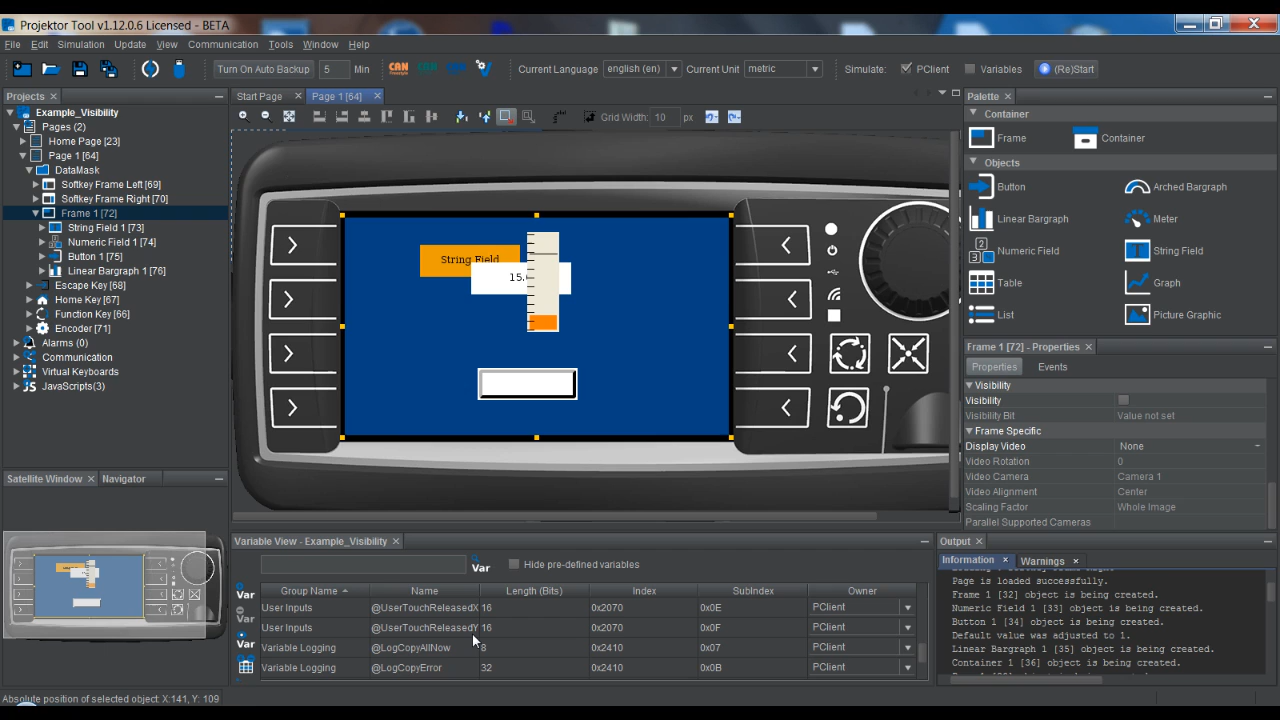 Projektor Tool v1.12.0.6 Licensed - BETA
File Edit Simulation Update View Communication Tools Window Help
Turn On Auto Backup 5 Min CAN Current Language english (en) Current Unit metric Simulate: PClient Variables (Re)Start
Projects
Example_Visibility
Pages (2)
Home Page [23]
Page 1 [64]
DataMask
Softkey Frame Left [69]
Softkey Frame Right [70]
Frame 1 [72]
String Field 1 [73]
Numeric Field 1 [74]
Button 1 [75]
Linear Bargraph 1 [76]
Escape Key [68]
Home Key [67]
Function Key [66]
Encoder [71]
Alarms (0)
Communication
Virtual Keyboards
JavaScripts(3)
Satellite Window Navigator
Start Page Page 1 [64]
Grid Width: 10 px
String Field
15.
Variable View - Example_Visibility
Var Hide pre-defined variables
Var
Var
Var
Group Name Name Length (Bits) Index SubIndex Owner
User Inputs @UserTouchReleasedX 16 0x2070 0x0E PClient
User Inputs @UserTouchReleasedY 16 0x2070 0x0F PClient
Variable Logging @LogCopyAllNow 8 0x2410 0x07 PClient
Variable Logging @LogCopyError 32 0x2410 0x0B PClient
Palette
Container
Frame Container
Objects
Button Arched Bargraph
Linear Bargraph Meter
Numeric Field String Field
Table Graph
List Picture Graphic
Frame 1 [72] - Properties
Properties Events
Visibility
Visibility
Visibility Bit Value not set
Frame Specific
Display Video None
Video Rotation 0
Video Camera Camera 1
Video Alignment Center
Scaling Factor Whole Image
Parallel Supported Cameras
Output
Information Warnings
Page is loaded successfully.
Frame 1 [32] object is being created.
Numeric Field 1 [33] object is being created.
Button 1 [34] object is being created.
Default value was adjusted to 1.
Linear Bargraph 1 [35] object is being created.
Container 1 [36] object is being created.
Absolute position of selected object: X:141, Y: 109